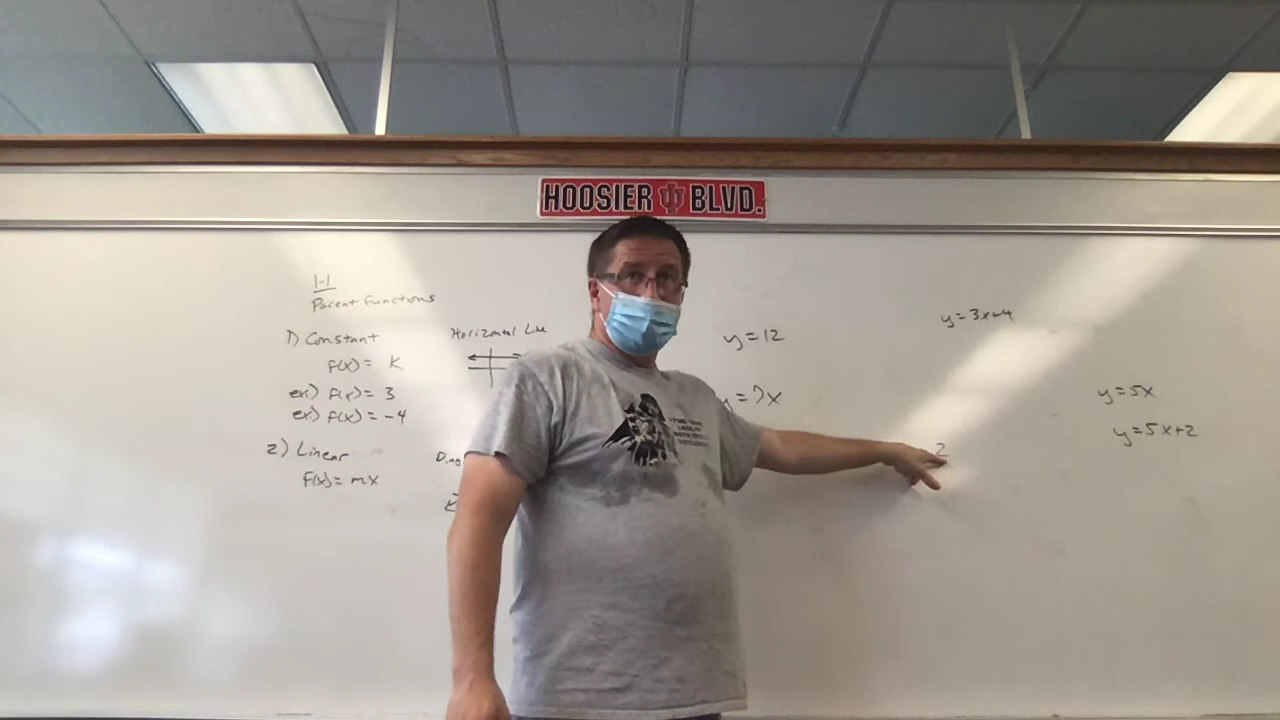 HOOSIER BLVD.
1-1
Parent Functions
1) Constant
Horizontal Line
f(x) = K
ex) f(x) = 3
ex) f(x) = -4
2) Linear
f(x) = mx
y = 12
y = 7x
2
y = 3x+4
y = 5x
y = 5x+2